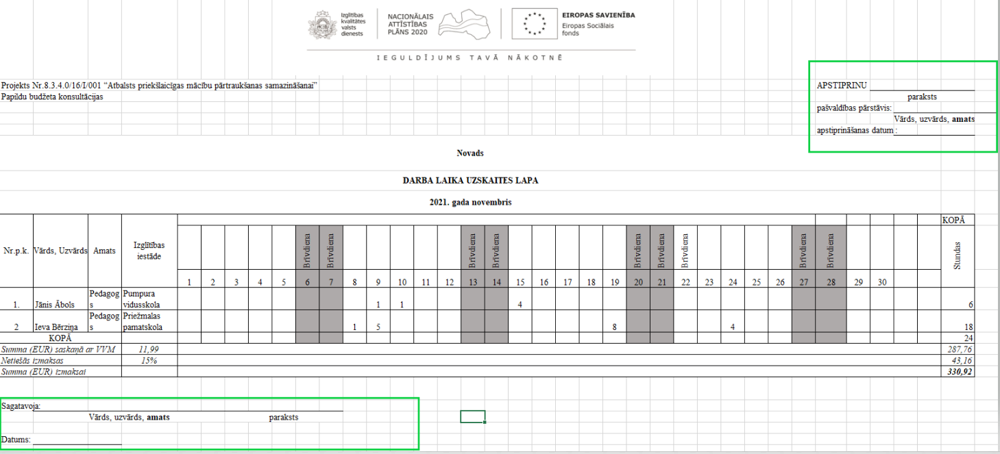 Izglītības
kvalitātes
valsts
dienests
NACIONĀLAIS
ATTĪSTĪBAS
PLĀNS 2020
EIROPAS SAVIENĪBA
Eiropas Sociālais
fonds
IEGULDĪJUMS TAVĀ NĀKOTNĒ
Projekts Nr.8.3.4.0/16/I/001 “Atbalsts priekšlaicīgas mācību pārtraukšanas samazināšanai”
Papildu budžeta konsultācijas
APSTIPRINU
paraksts
pašvaldības pārstāvis:
Vārds, uzvārds, amats
apstiprināšanas datum :
Novads
DARBA LAIKA UZSKAITES LAPA
2021. gada novembris
KOPĀ
Nr.p.k. Vārds, Uzvārds Amats Izglītības iestāde Brīvdiena Brīvdiena Brīvdiena Brīvdiena Brīvdiena Brīvdiena Brīvdiena Brīvdiena Brīvdiena Stundas
1 2 3 4 5 6 7 8 9 10 11 12 13 14 15 16 17 18 19 20 21 22 23 24 25 26 27 28 29 30
1. Jānis Ābols Pedagogs Pumpura vidusskola 1 1 4 6
2 Ieva Bērziņa Pedagogs Priežmalas pamatskola 1 5 8 4 18
KOPĀ 24
Summa (EUR) saskaņā ar VVM 11,99 287,76
Netiešās izmaksas 15% 43,16
Summa (EUR) izmaksai 330,92
Sagatavoja:
Vārds, uzvārds, amats paraksts
Datums: